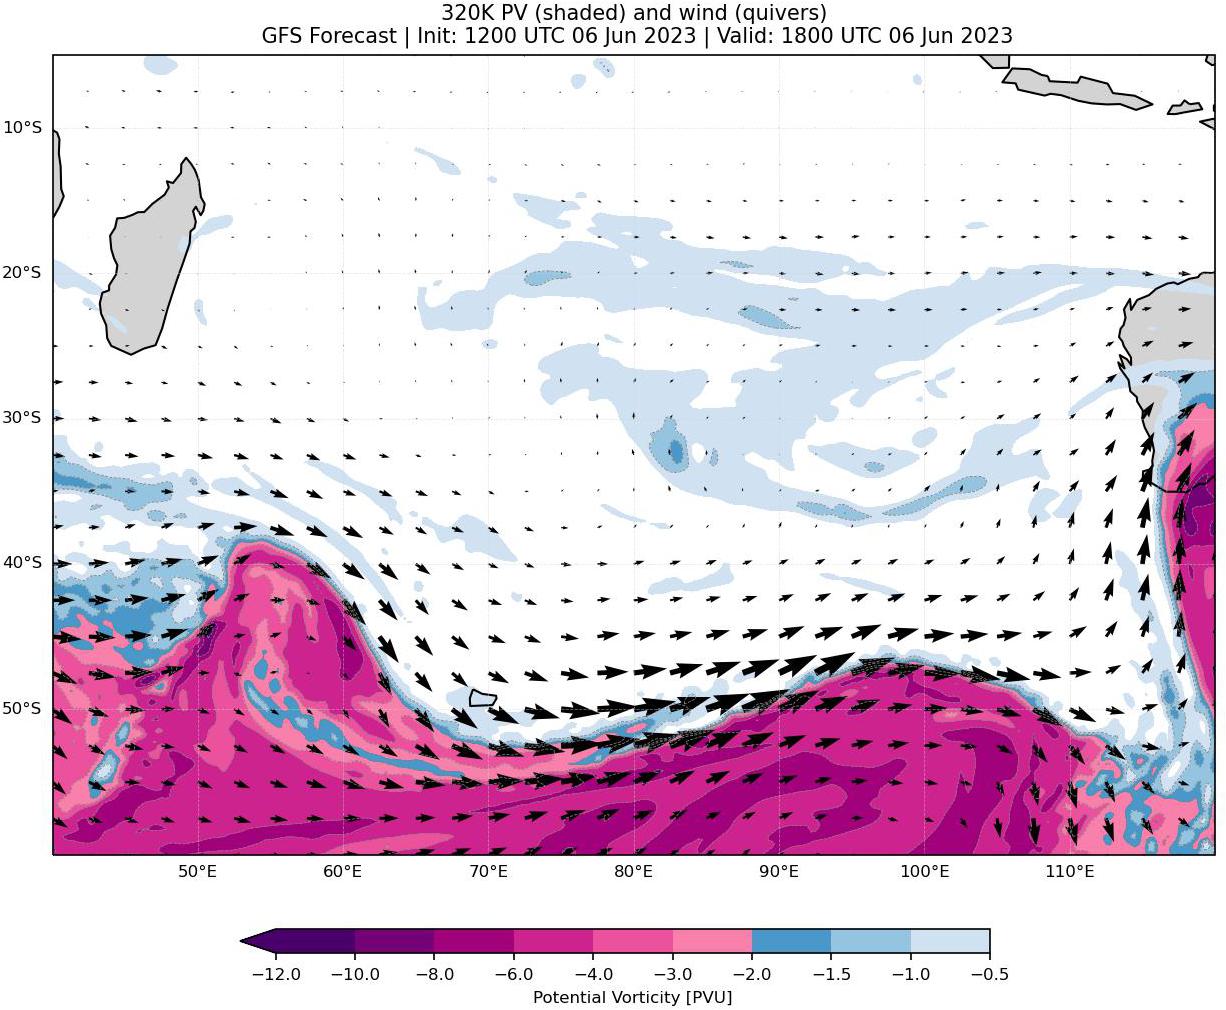 320K PV (shaded) and wind (quivers)
GFS Forecast | Init: 1200 UTC 06 Jun 2023 | Valid: 1800 UTC 06 Jun 2023
10°S
20°S
30°S
40°S
50°S
50°E 60°E 70°E 80°E 90°E 100°E 110°E
−12.0 −10.0 −8.0 −6.0 −4.0 −3.0 −2.0 −1.5 −1.0 −0.5
Potential Vorticity [PVU]